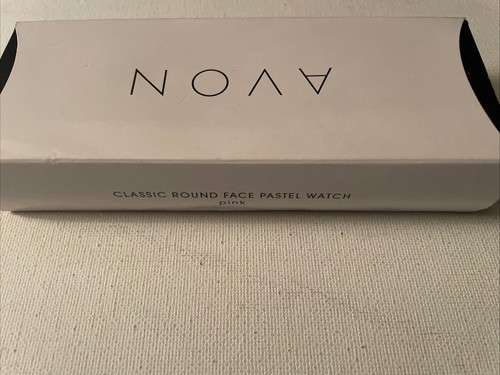 AVON
CLASSIC ROUND FACE PASTEL WATCH
pink